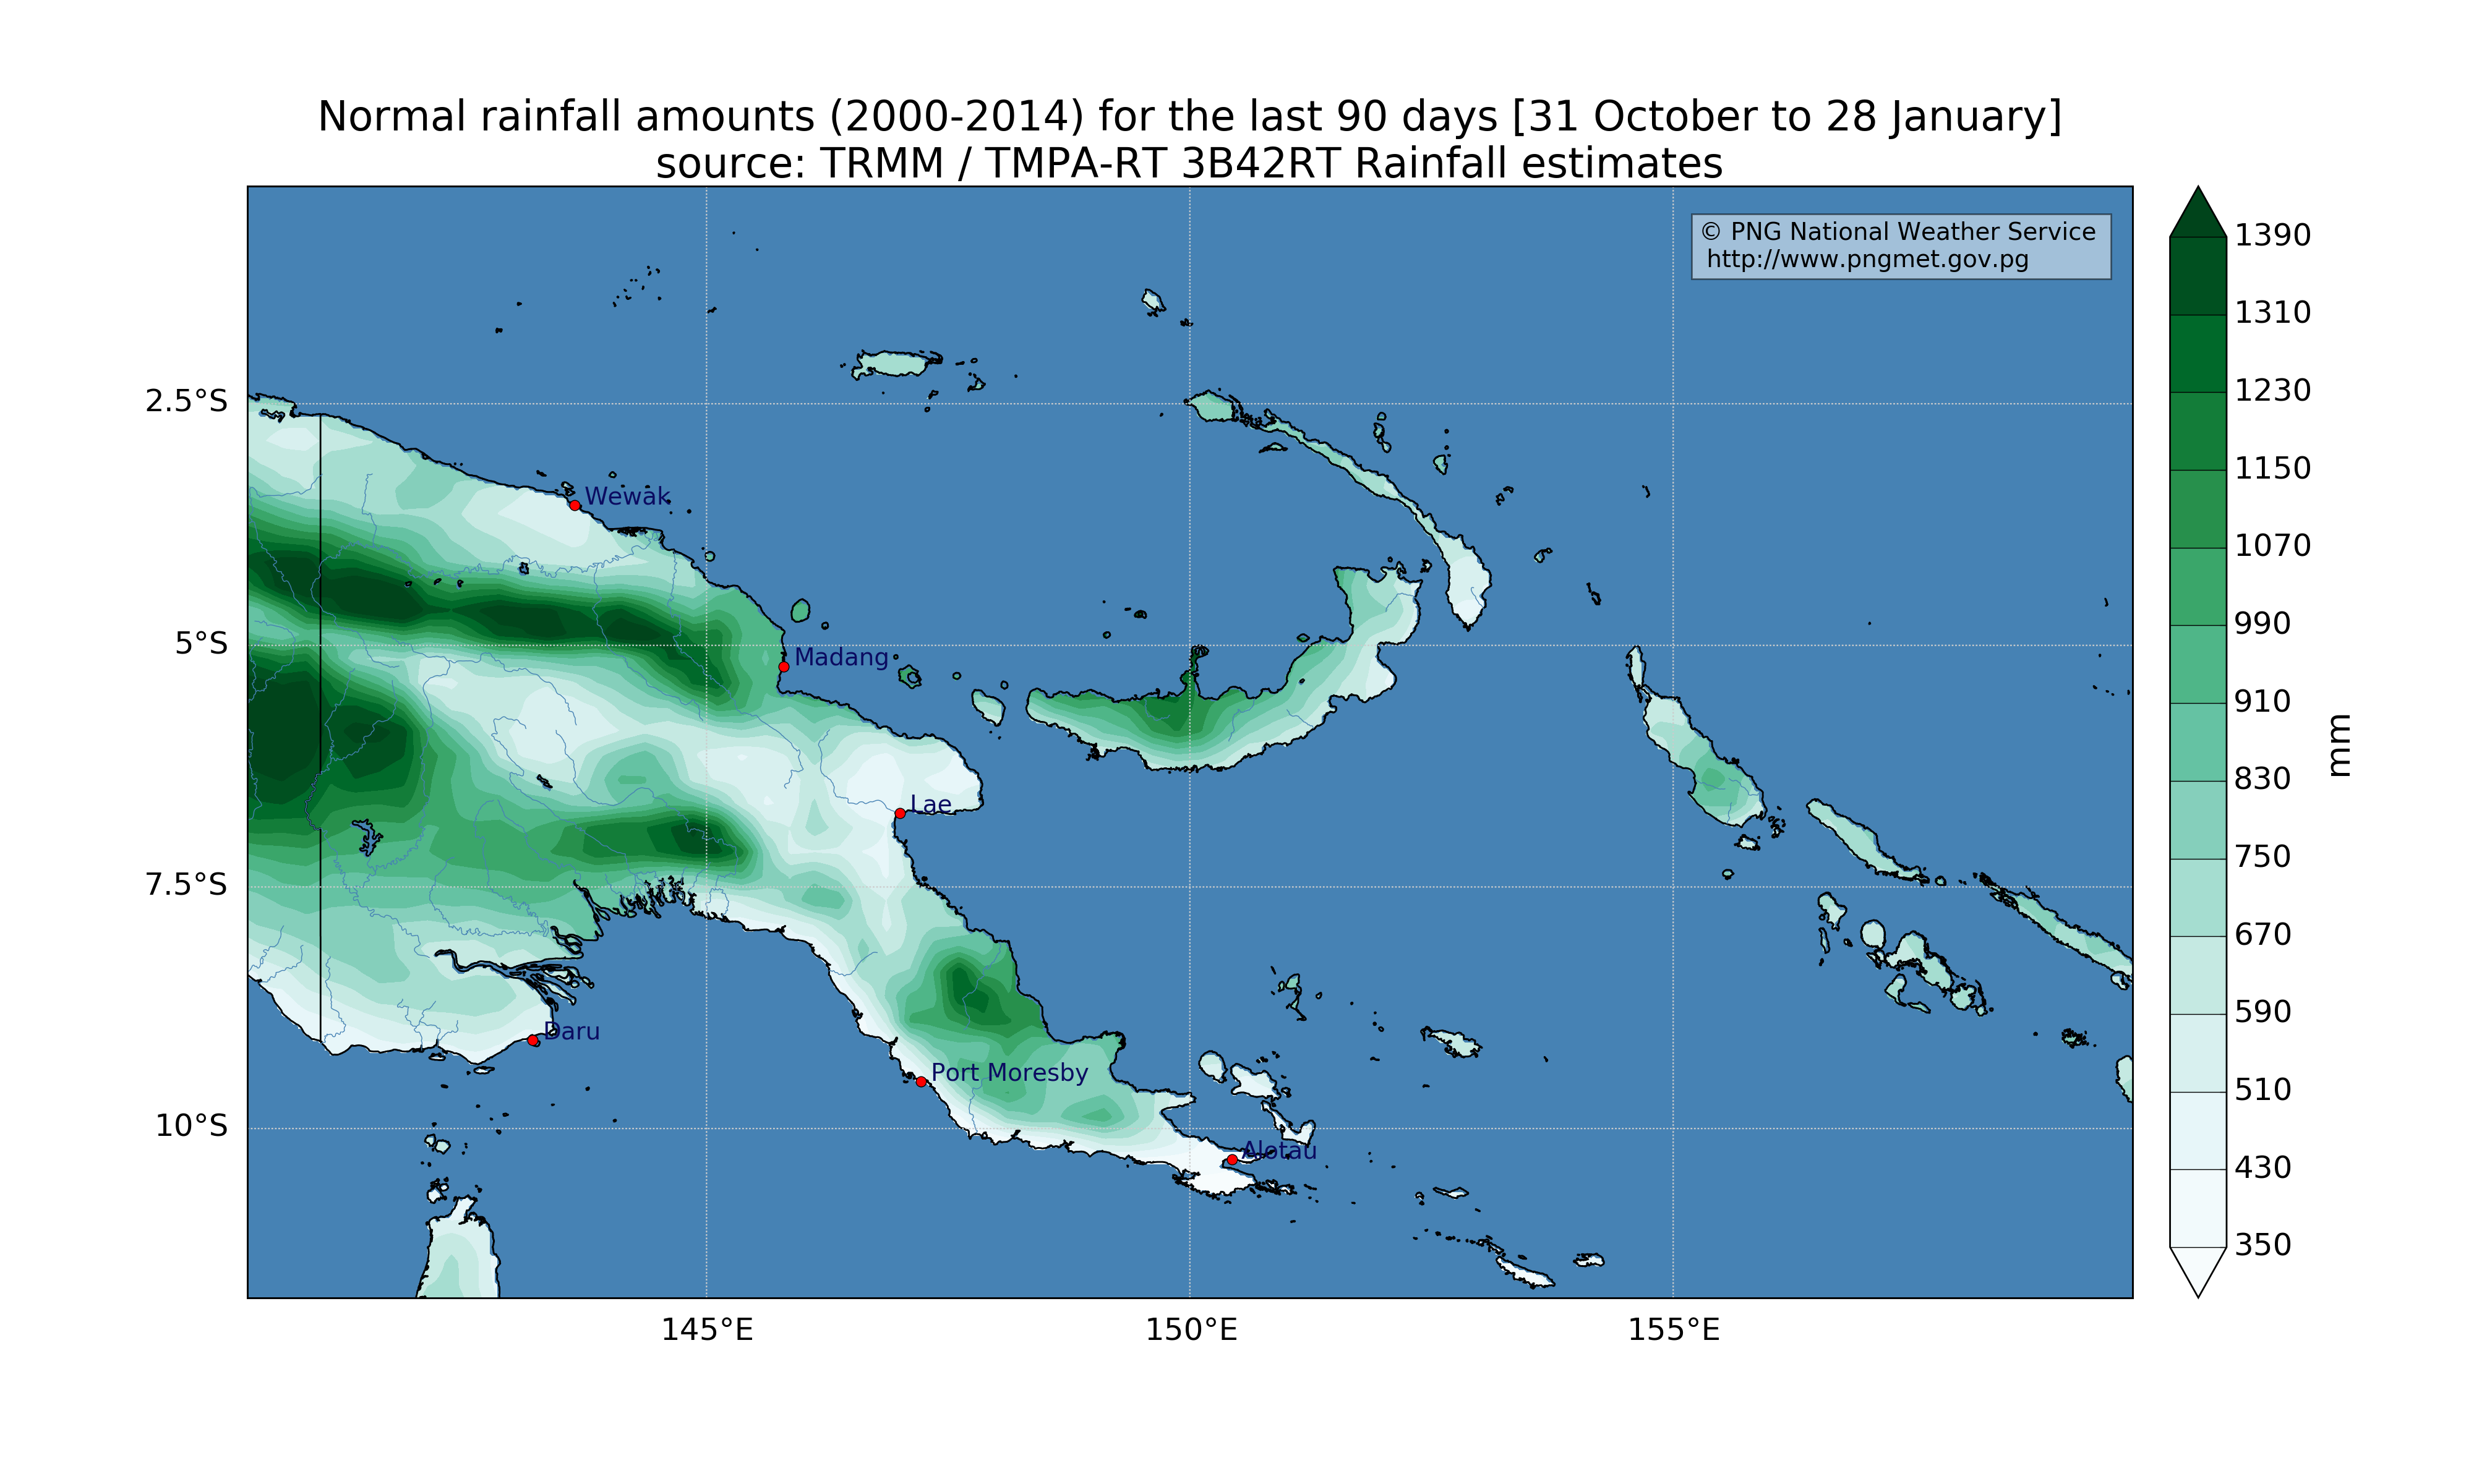 Normal rainfall amounts (2000-2014) for the last 90 days [31 October to 28 January]
source: TRMM / TMPA-RT 3B42RT Rainfall estimates
© PNG National Weather Service
http://www.pngmet.gov.pg
2.5°S
5°S
7.5°S
10°S
145°E
150°E
155°E
Wewak
Madang
Lae
Daru
Port Moresby
Alotau
1390
1310
1230
1150
1070
990
910
830
750
670
590
510
430
350
mm